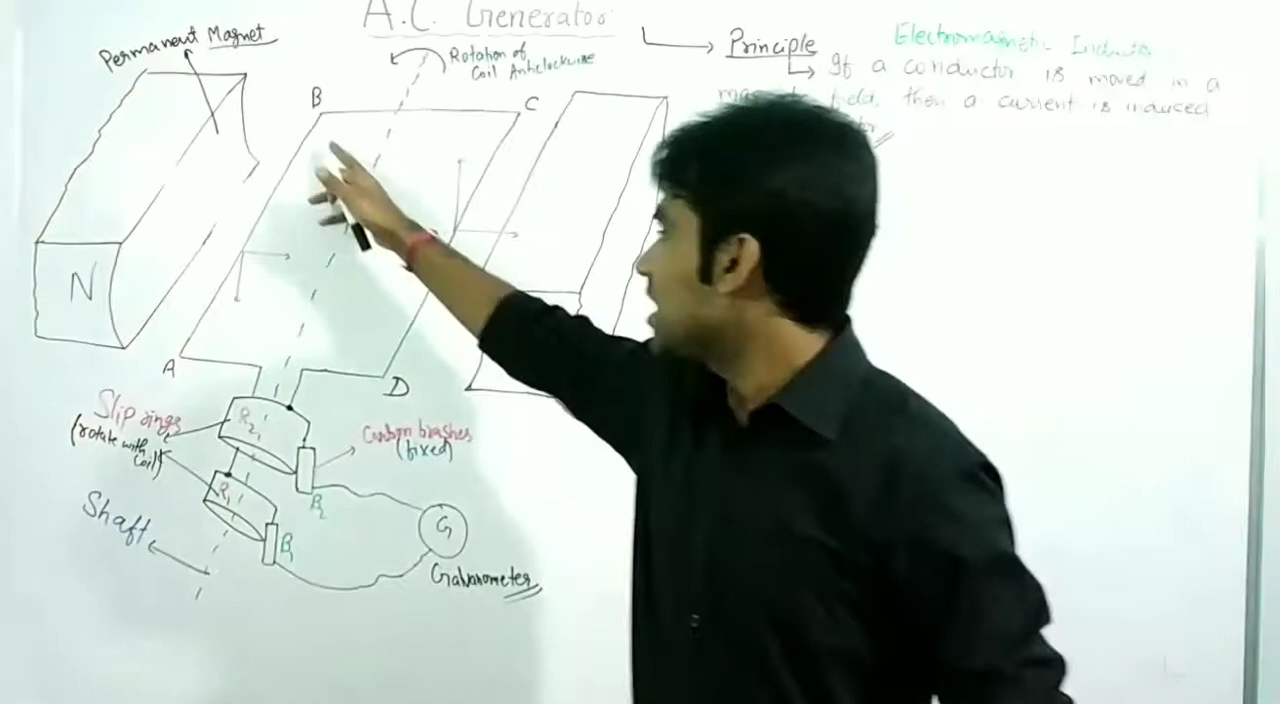 A.C. Generator
Permanent Magnet
Rotation of
Coil Anticlockwise
Principle
Electromagnetic
If a conductor is moved in a
field, then a current is induced
B
C
N
A
D
Slip rings
(rotate with
coil)
R2
Carbon brushes
(fixed)
R1
B2
Shaft
B1
G
Galvanometer